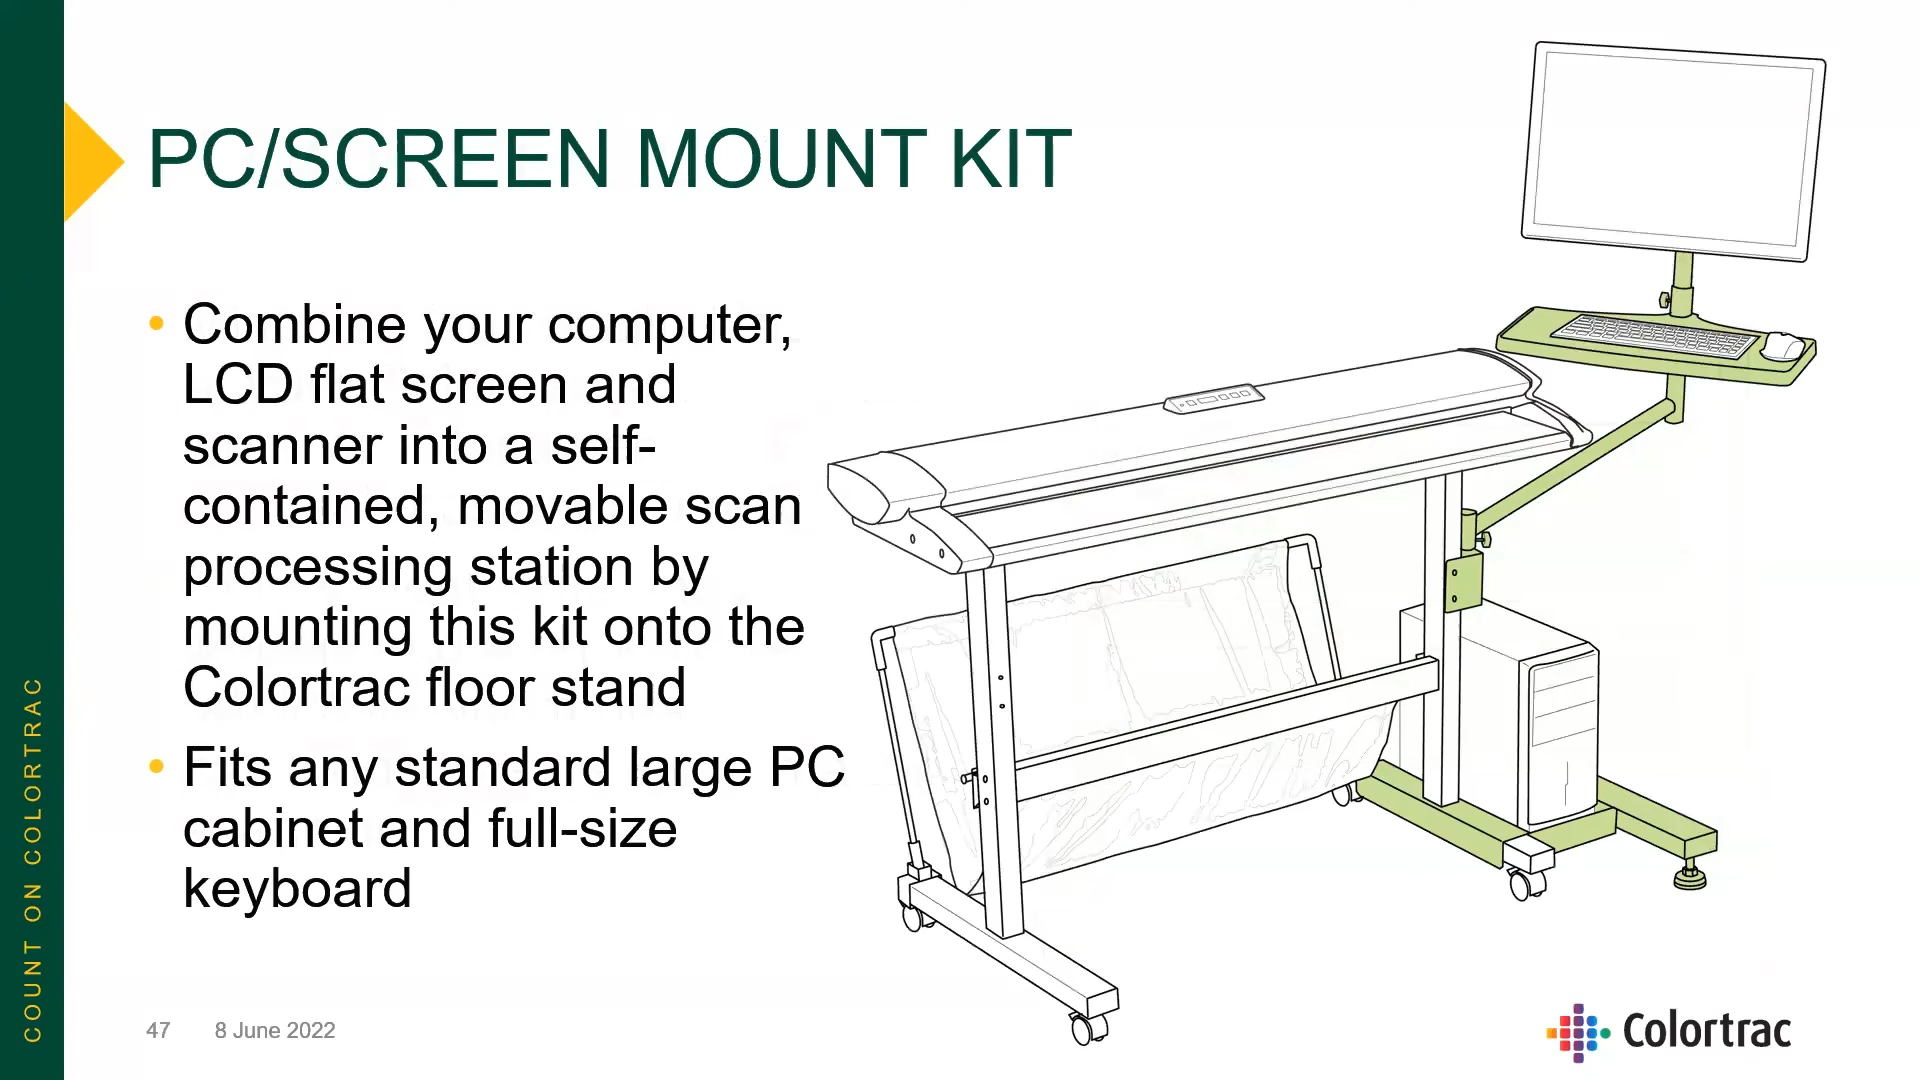 PC/SCREEN MOUNT KIT
• Combine your computer,
LCD flat screen and
scanner into a self-
contained, movable scan
processing station by
mounting this kit onto the
Colortrac floor stand
• Fits any standard large PC
cabinet and full-size
keyboard
COUNT ON COLORTRAC
47 8 June 2022
Colortrac